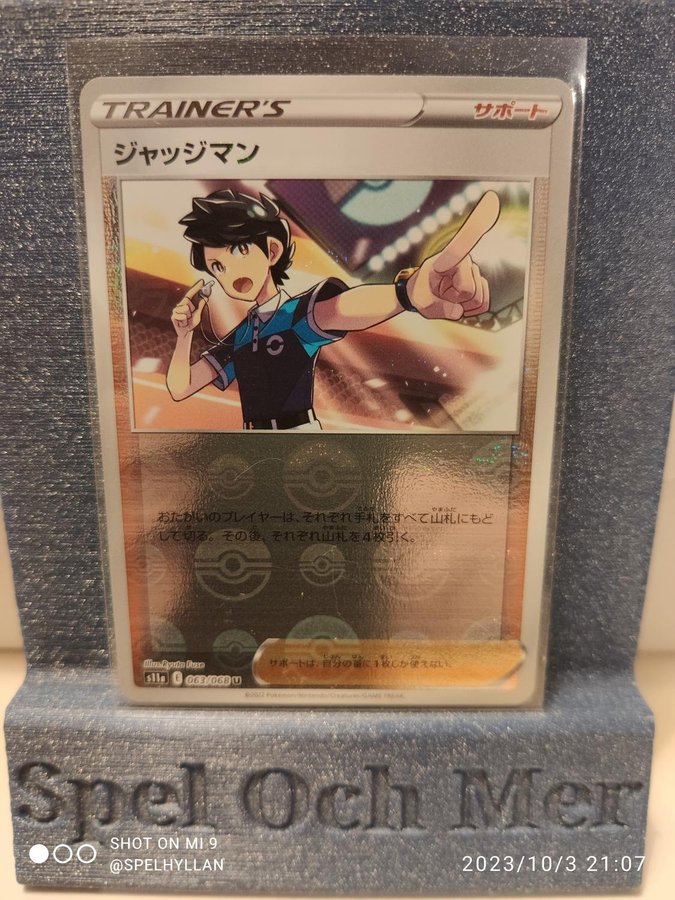 TRAINER'S サポート
ジャッジマン
おたがいのプレイヤーは、それぞれ手札をすべて山札にもど
して切る。その後、それぞれ山札を4枚引く。
Illus.Ryuta Fuse
サポートは、自分の番に1枚しか使えない。
s11a 063/068 U
©2022 Pokémon/Nintendo/Creatures/GAME FREAK.
Spel Och Mer
SHOT ON MI 9
@SPELHYLLAN
2023/10/3 21:07